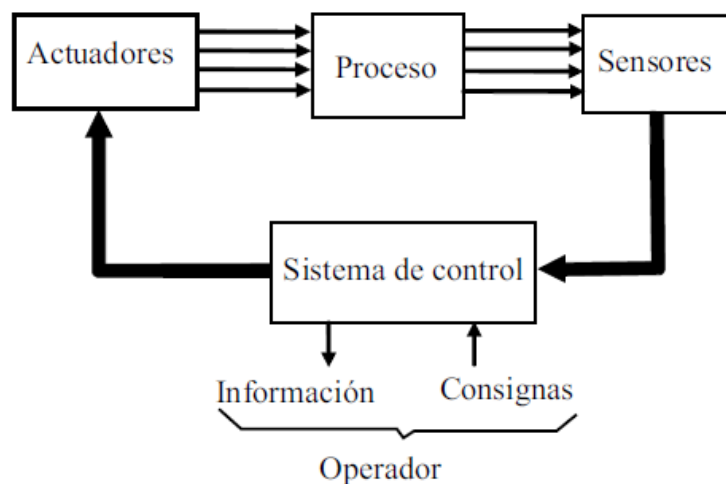 Actuadores
Proceso
Sensores
Sistema de control
Información
Consignas
Operador